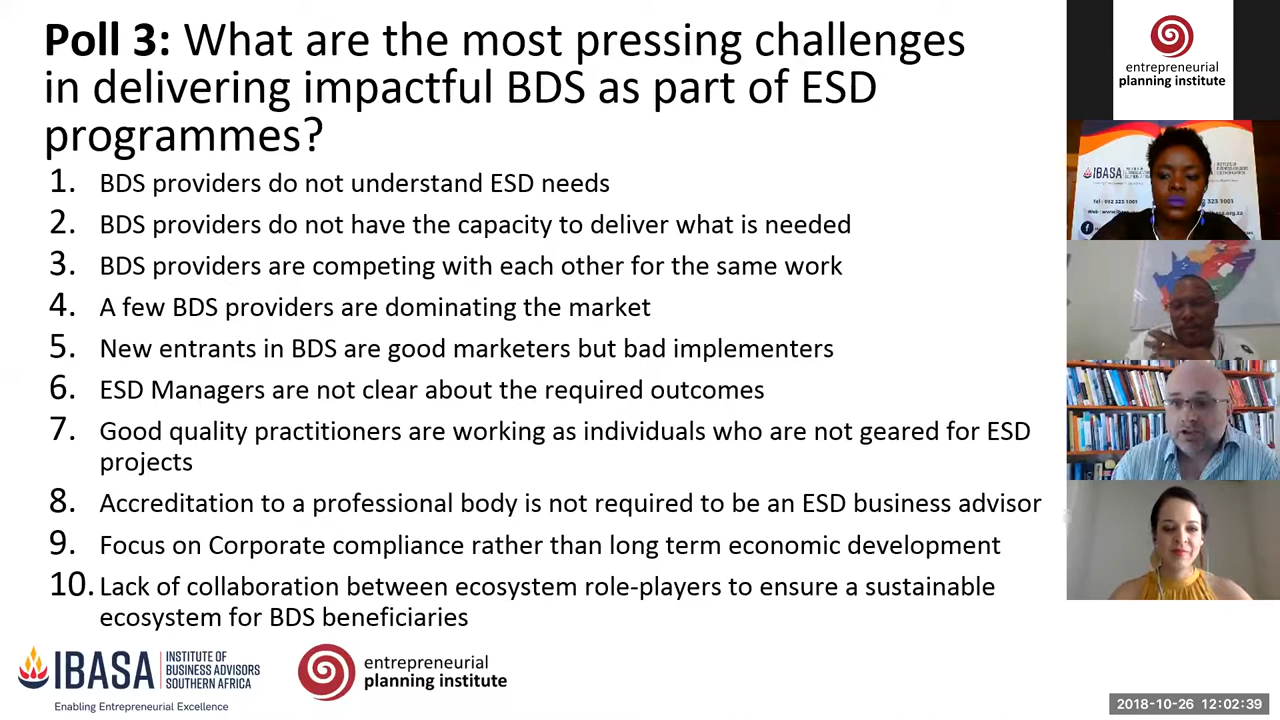 Poll 3: What are the most pressing challenges
in delivering impactful BDS as part of ESD
programmes?
1. BDS providers do not understand ESD needs
2. BDS providers do not have the capacity to deliver what is needed
3. BDS providers are competing with each other for the same work
4. A few BDS providers are dominating the market
5. New entrants in BDS are good marketers but bad implementers
6. ESD Managers are not clear about the required outcomes
7. Good quality practitioners are working as individuals who are not geared for ESD
projects
8. Accreditation to a professional body is not required to be an ESD business advisor
9. Focus on Corporate compliance rather than long term economic development
10. Lack of collaboration between ecosystem role-players to ensure a sustainable
ecosystem for BDS beneficiaries
IBASA
INSTITUTE OF
BUSINESS ADVISORS
SOUTHERN AFRICA
Enabling Entrepreneurial Excellence
entrepreneurial
planning institute
entrepreneurial
planning institute
IBASA
Tel : 012 323 1001
323 1001
2018-10-26 12:02:39